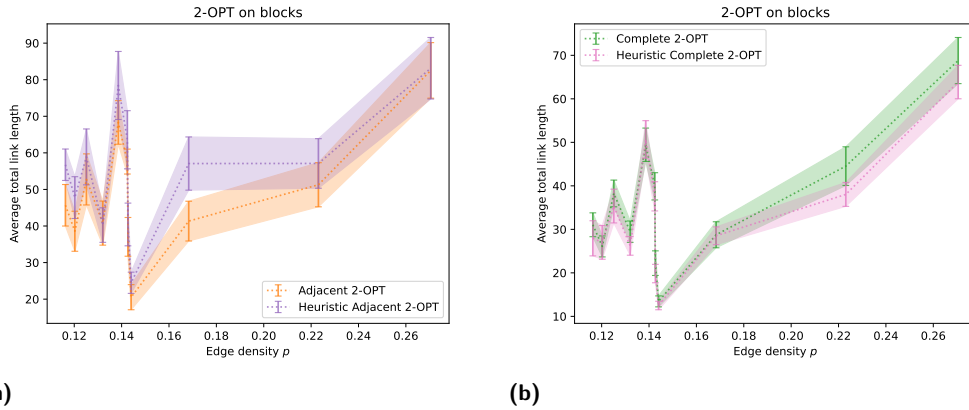 2-OPT on blocks
90
80
70
60
50
40
30
20
Average total link length
Adjacent 2-OPT
Heuristic Adjacent 2-OPT
0.12 0.14 0.16 0.18 0.20 0.22 0.24 0.26
Edge density p
2-OPT on blocks
70
60
50
40
30
20
10
Average total link length
Complete 2-OPT
Heuristic Complete 2-OPT
0.12 0.14 0.16 0.18 0.20 0.22 0.24 0.26
Edge density p
(b)